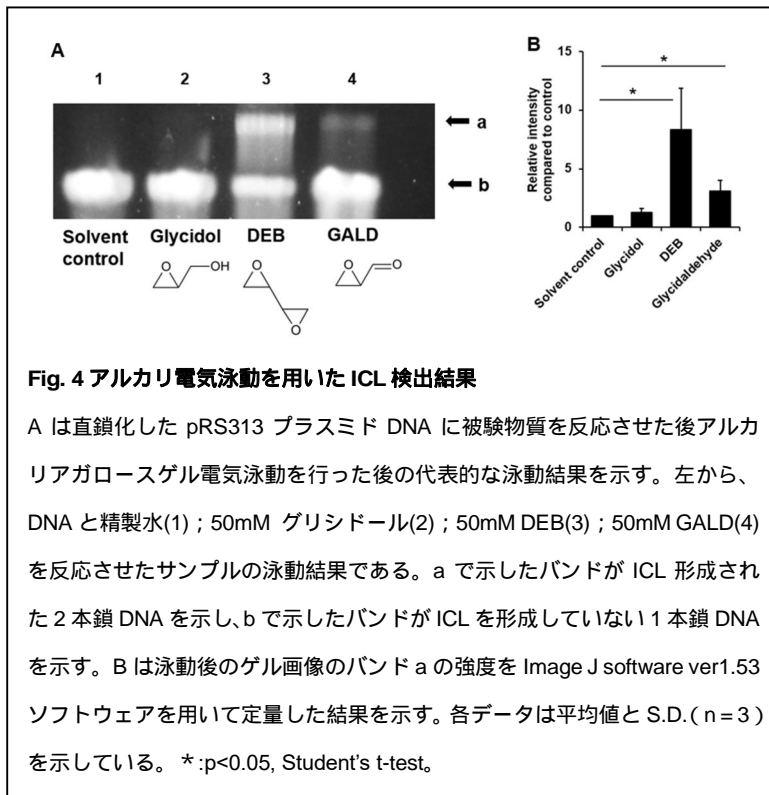 A
1 2 3 4
a
b
Solvent control
Glycidol
DEB
GALD
O
OH
O
O
O
O
B
Relative intensity
compared to control
15
10
5
0
*
*
Solvent control
Glycidol
DEB
Glycidaldehyde
Fig. 4 アルカリ電気泳動を用いた ICL 検出結果
A は直鎖化した pRS313 プラスミド DNA に被験物質を反応させた後アルカ
リアガロースゲル電気泳動を行った後の代表的な泳動結果を示す。左から、
DNA と精製水(1)；50mM グリシドール(2)；50mM DEB(3)；50mM GALD(4)
を反応させたサンプルの泳動結果である。a で示したバンドが ICL 形成され
た 2 本鎖 DNA を示し、b で示したバンドが ICL を形成していない 1 本鎖 DNA
を示す。B は泳動後のゲル画像のバンド a の強度を Image J software ver1.53
ソフトウェアを用いて定量した結果を示す。各データは平均値と S.D.（n = 3）
を示している。 *:p<0.05, Student's t-test。